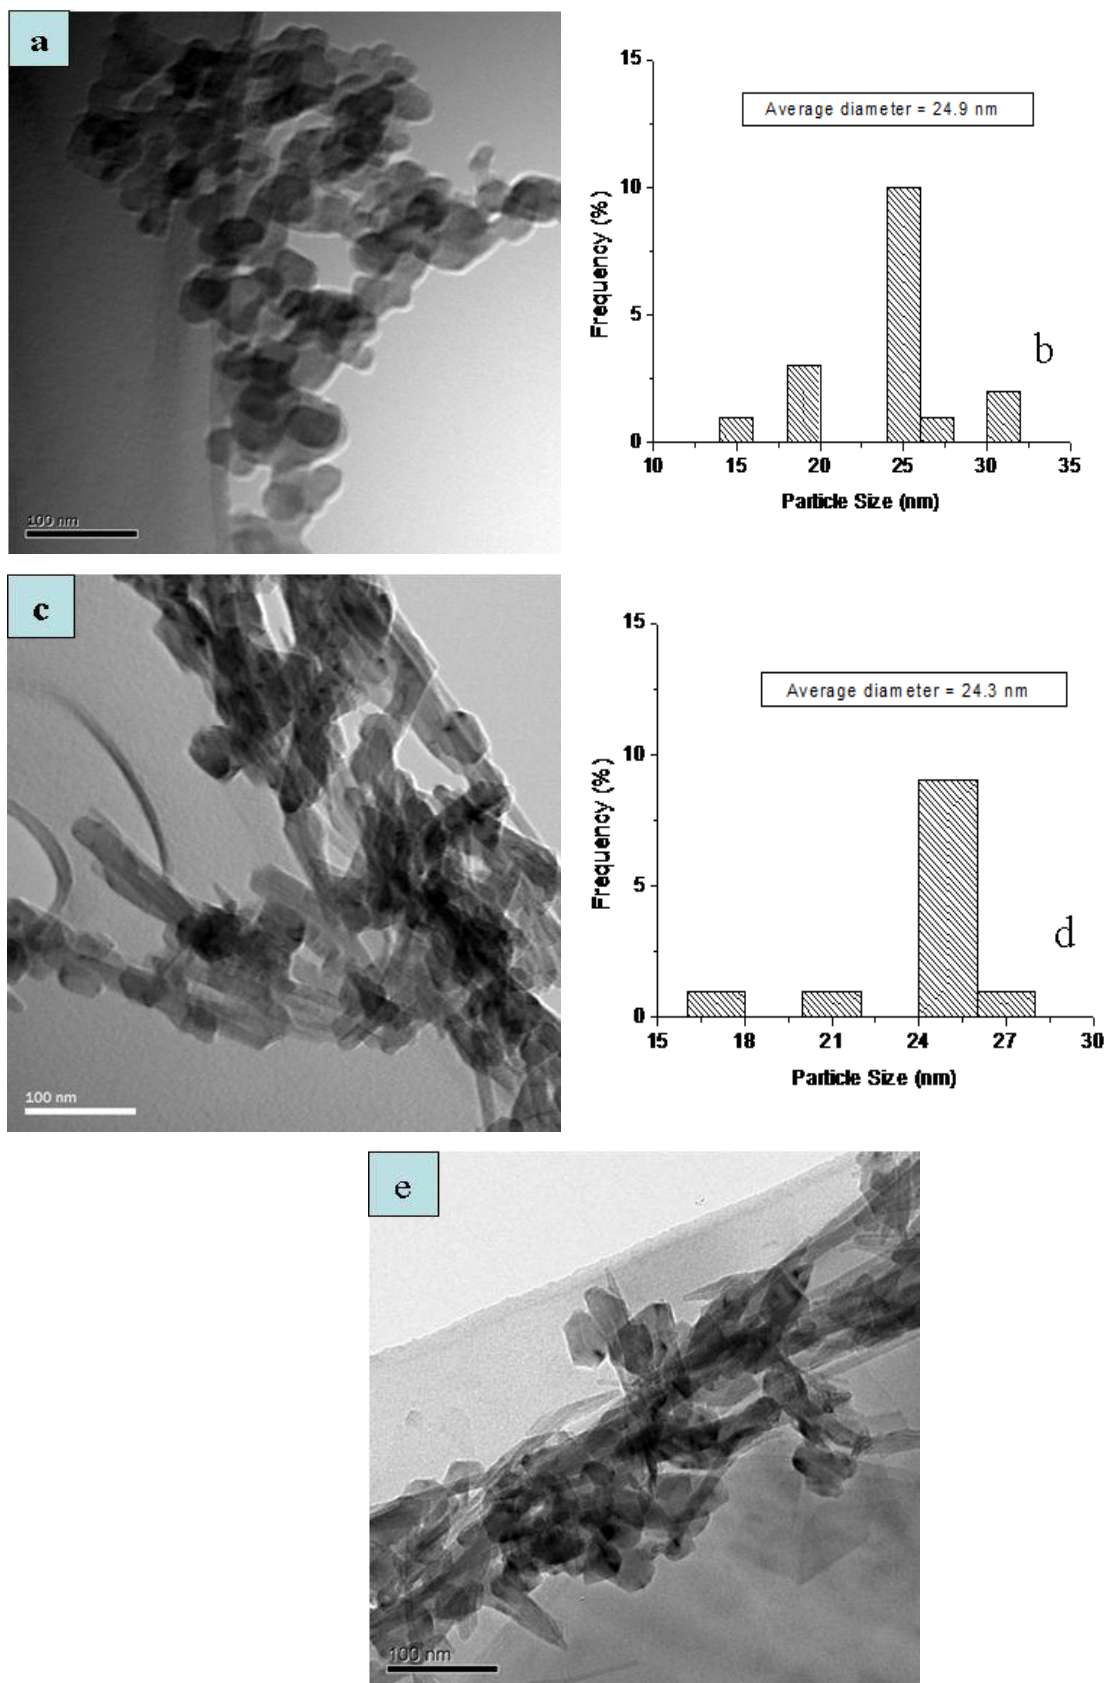 a
100 nm
15
10
5
0
Frequency (%)
Average diameter = 24.9 nm
b
10 15 20 25 30 35
Particle Size (nm)
c
100 nm
15
10
5
0
Frequency (%)
Average diameter = 24.3 nm
d
15 18 21 24 27 30
Particle Size (nm)
e
100 nm